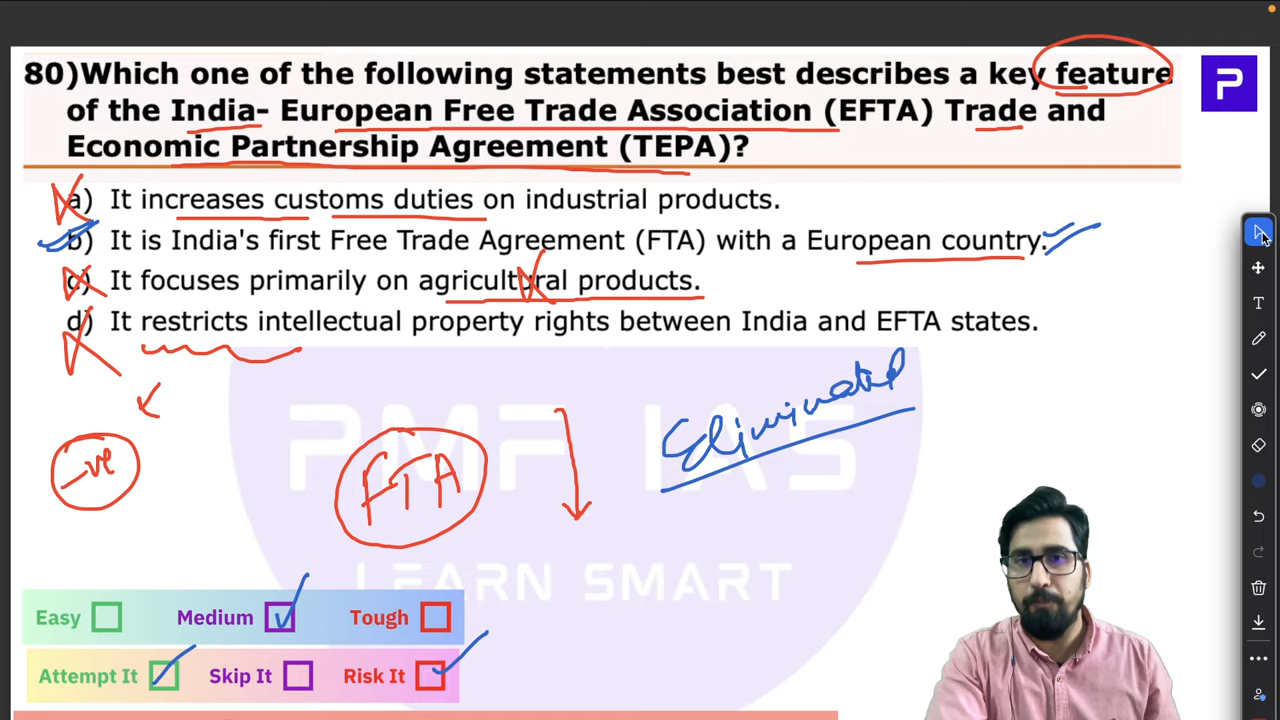 80)Which one of the following statements best describes a key feature
of the India- European Free Trade Association (EFTA) Trade and
Economic Partnership Agreement (TEPA)?
P
a) It increases customs duties on industrial products.
b) It is India's first Free Trade Agreement (FTA) with a European country.
c) It focuses primarily on agricultural products.
d) It restricts intellectual property rights between India and EFTA states.
Eliminated
-ve
FTA
PMF IAS
LEARN SMART
Easy Medium Tough
Attempt It Skip It Risk It
T